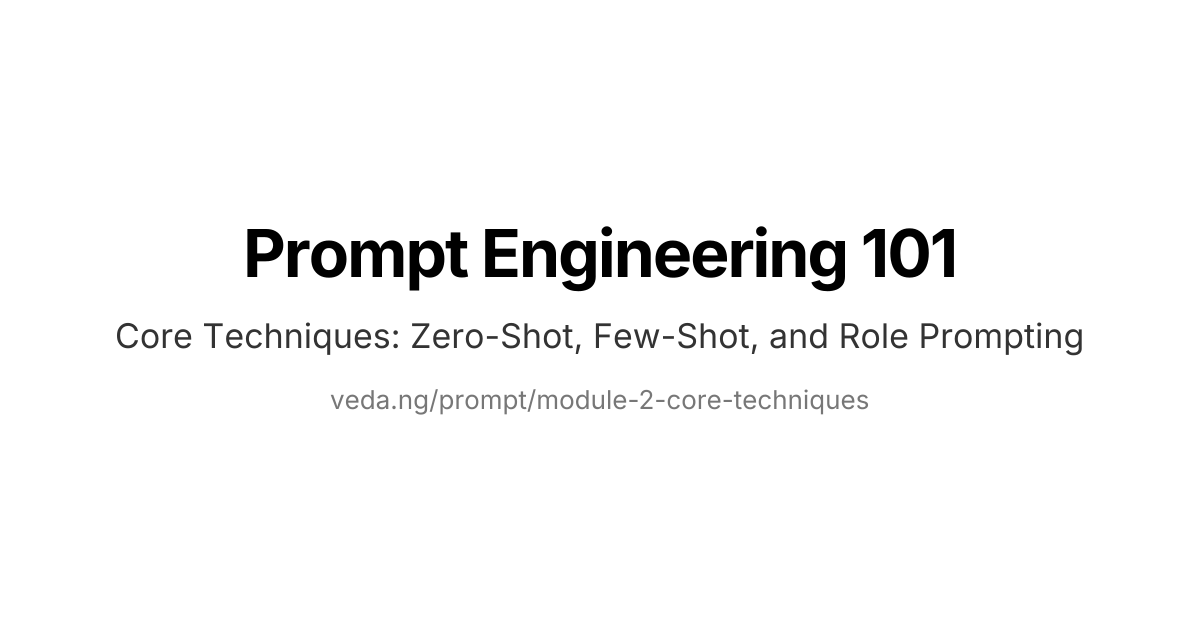 Prompt Engineering 101
Core Techniques: Zero-Shot, Few-Shot, and Role Prompting
veda.ng/prompt/module-2-core-techniques